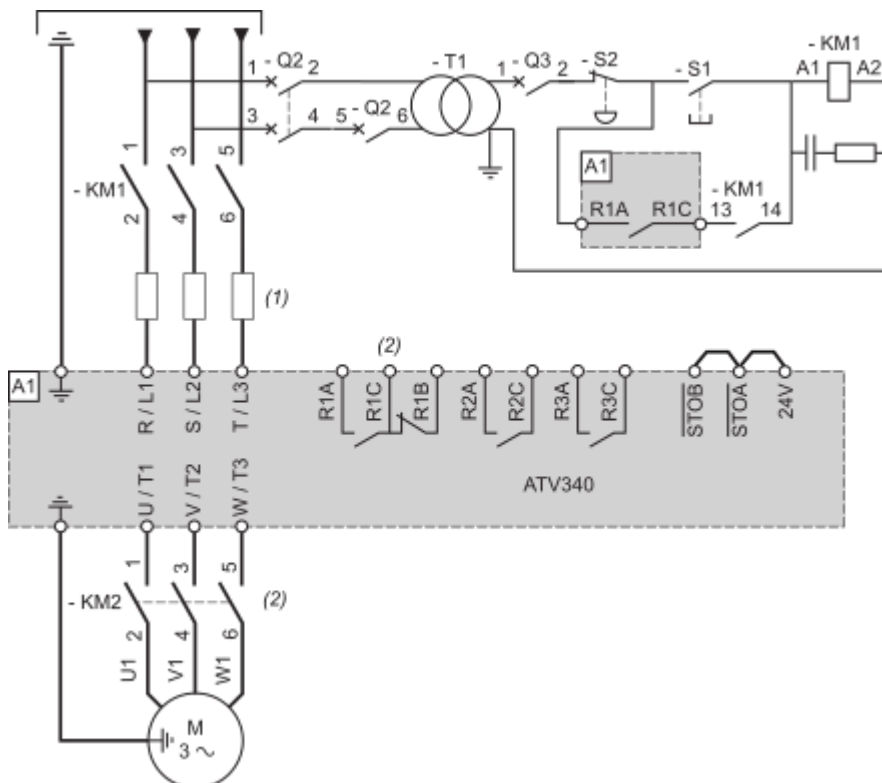 - Q2
- T1
- Q3
- S2
- S1
- KM1
1 2
1 2
A1 A2
3 4 5 - Q2 6
1 3 5
- KM1
2 4 6
A1
R1A R1C
- KM1
13 14
(1)
(2)
A1
R / L1
S / L2
T / L3
R1A
R1C
R1B
R2A
R2C
R3A
R3C
STOB
STOA
24V
U / T1
V / T2
W / T3
ATV340
1 3 5
- KM2
(2)
2 4 6
U1 V1 W1
M
3 ~